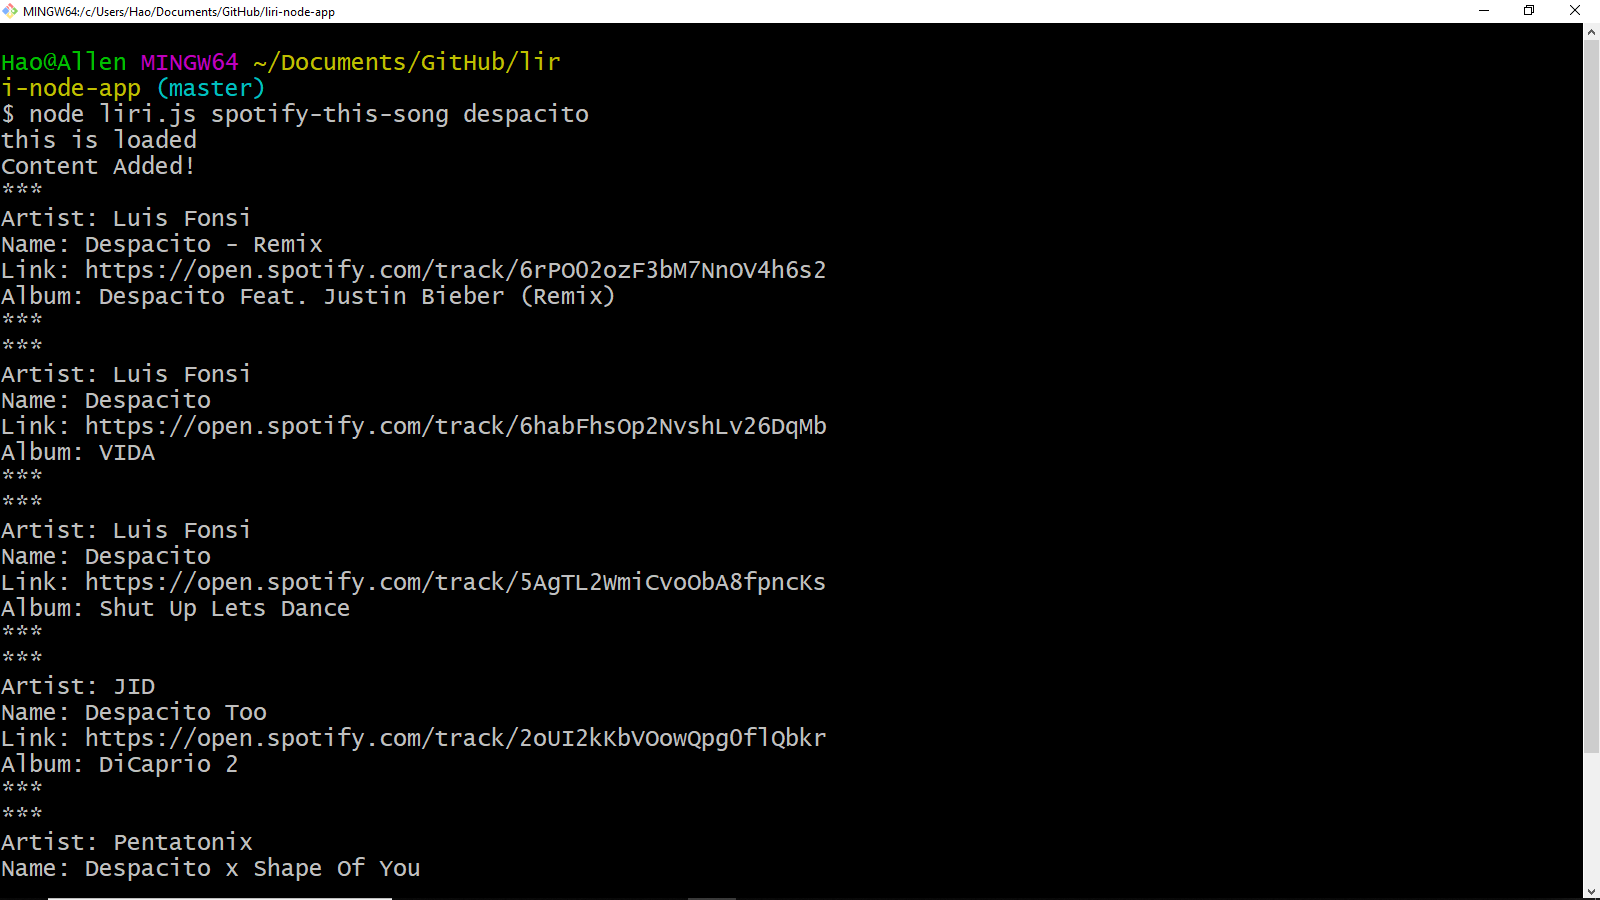 MINGW64:/c/Users/Hao/Documents/GitHub/liri-node-app
Hao@Allen MINGW64 ~/Documents/GitHub/lir
i-node-app (master)
$ node liri.js spotify-this-song despacito
this is loaded
Content Added!
***
Artist: Luis Fonsi
Name: Despacito - Remix
Link: https://open.spotify.com/track/6rPOO2ozF3bM7NnOV4h6s2
Album: Despacito Feat. Justin Bieber (Remix)
***
***
Artist: Luis Fonsi
Name: Despacito
Link: https://open.spotify.com/track/6habFhsOp2NvshLv26DqMb
Album: VIDA
***
***
Artist: Luis Fonsi
Name: Despacito
Link: https://open.spotify.com/track/5AgTL2WmiCvoObA8fpncKs
Album: Shut Up Lets Dance
***
***
Artist: JID
Name: Despacito Too
Link: https://open.spotify.com/track/2oUI2kKbVOowQpgOflQbkr
Album: DiCaprio 2
***
***
Artist: Pentatonix
Name: Despacito x Shape Of You